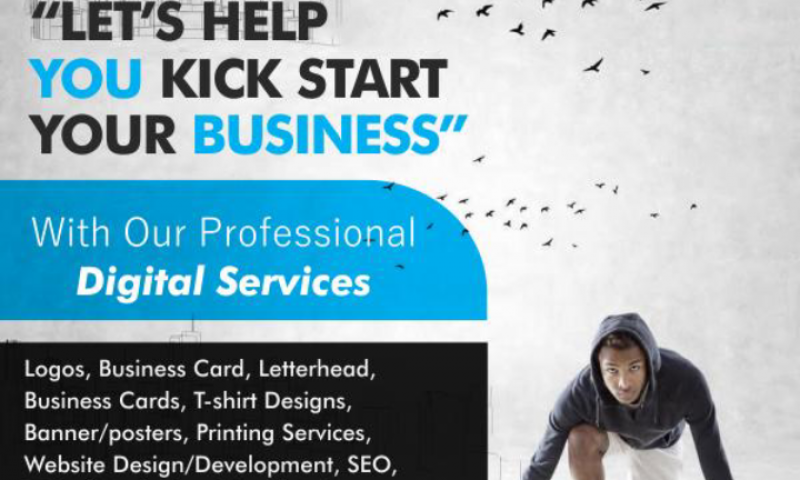 “LET’S HELP
YOU KICK START
YOUR BUSINESS”
With Our Professional
Digital Services
Logos, Business Card, Letterhead,
Business Cards, T-shirt Designs,
Banner/posters, Printing Services,
Website Design/Development, SEO,